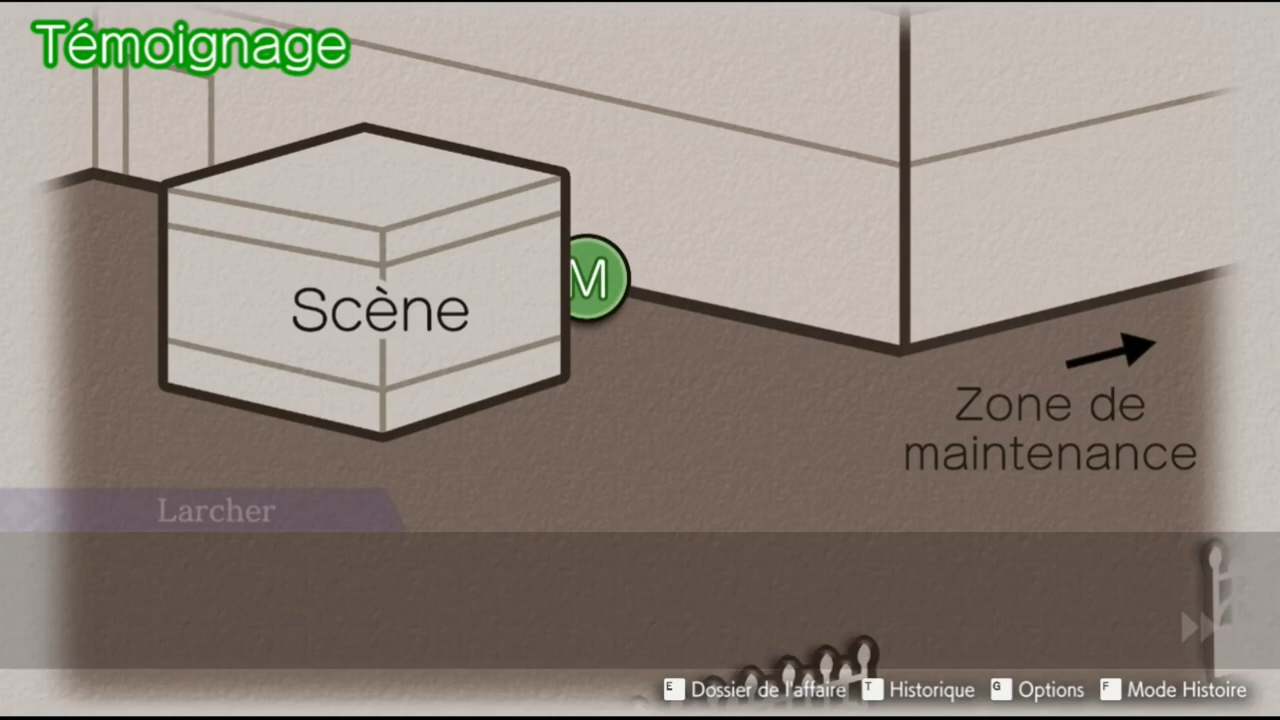 Témoignage
M
Scène
Zone de
maintenance
Larcher
E Dossier de l'affaire T Historique G Options F Mode Histoire